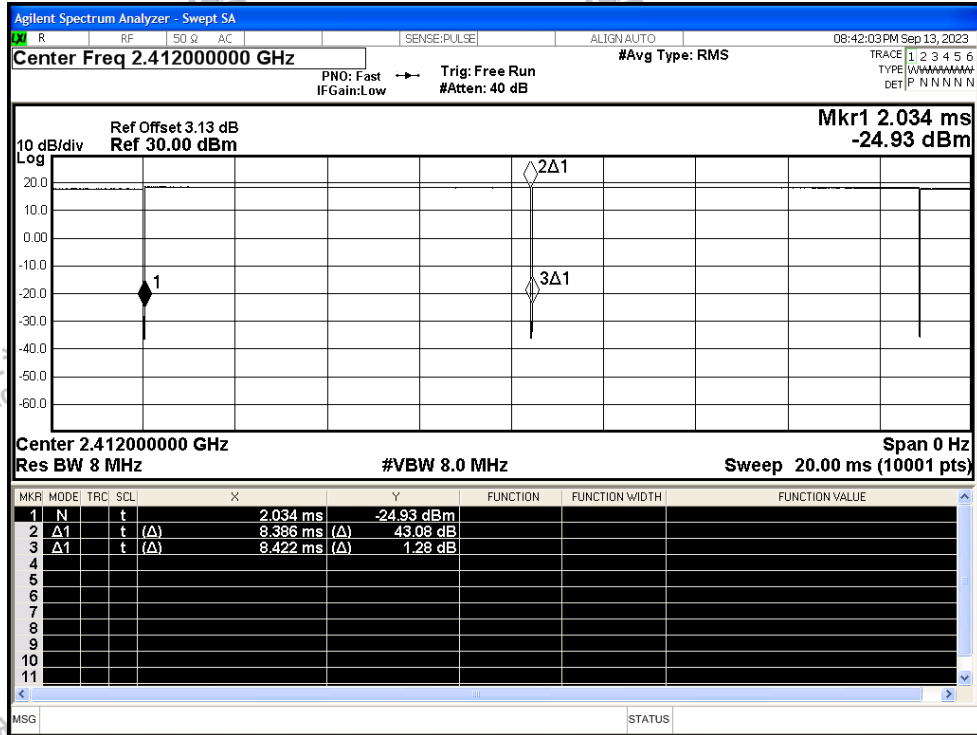 Agilent Spectrum Analyzer - Swept SA
LXI R RF 50 Ω AC SENSE:PULSE ALIGN AUTO 08:42:03 PM Sep 13, 2023
Center Freq 2.412000000 GHz #Avg Type: RMS TRACE 1 2 3 4 5 6
PNO: Fast Trig: Free Run TYPE WWWWWW
IFGain:Low #Atten: 40 dB DET P N N N N N
Mkr1 2.034 ms
Ref Offset 3.13 dB
10 dB/div Ref 30.00 dBm -24.93 dBm
Log
2Δ1
20.0
10.0
0.00
-10.0
3Δ1
1
-20.0
-30.0
-40.0
-50.0
-60.0
Center 2.412000000 GHz Span 0 Hz
Res BW 8 MHz #VBW 8.0 MHz Sweep 20.00 ms (10001 pts)
MKR MODE TRC SCL X Y FUNCTION FUNCTION WIDTH FUNCTION VALUE
1 N t 2.034 ms -24.93 dBm
2 Δ1 t (Δ) 8.386 ms (Δ) 43.08 dB
3 Δ1 t (Δ) 8.422 ms (Δ) 1.28 dB
4
5
6
7
8
9
10
11
MSG STATUS